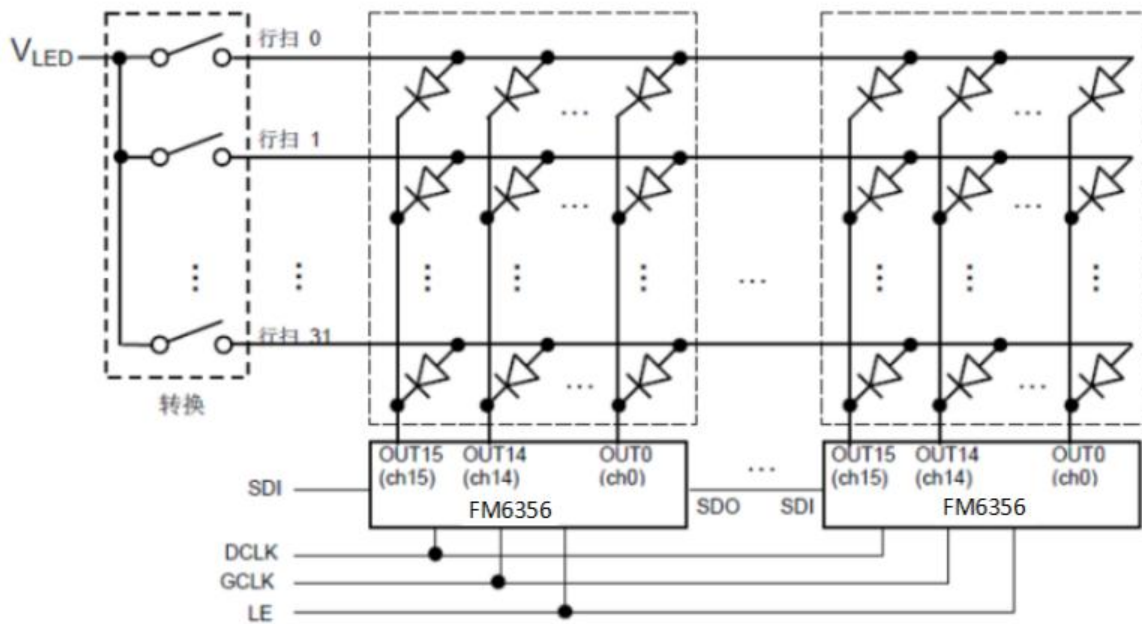 VLED
行扫 0
行扫 1
行扫 31
转换
OUT15 OUT14 OUT0
(ch15) (ch14) (ch0)
FM6356
OUT15 OUT14 OUT0
(ch15) (ch14) (ch0)
FM6356
SDI
SDO SDI
DCLK
GCLK
LE